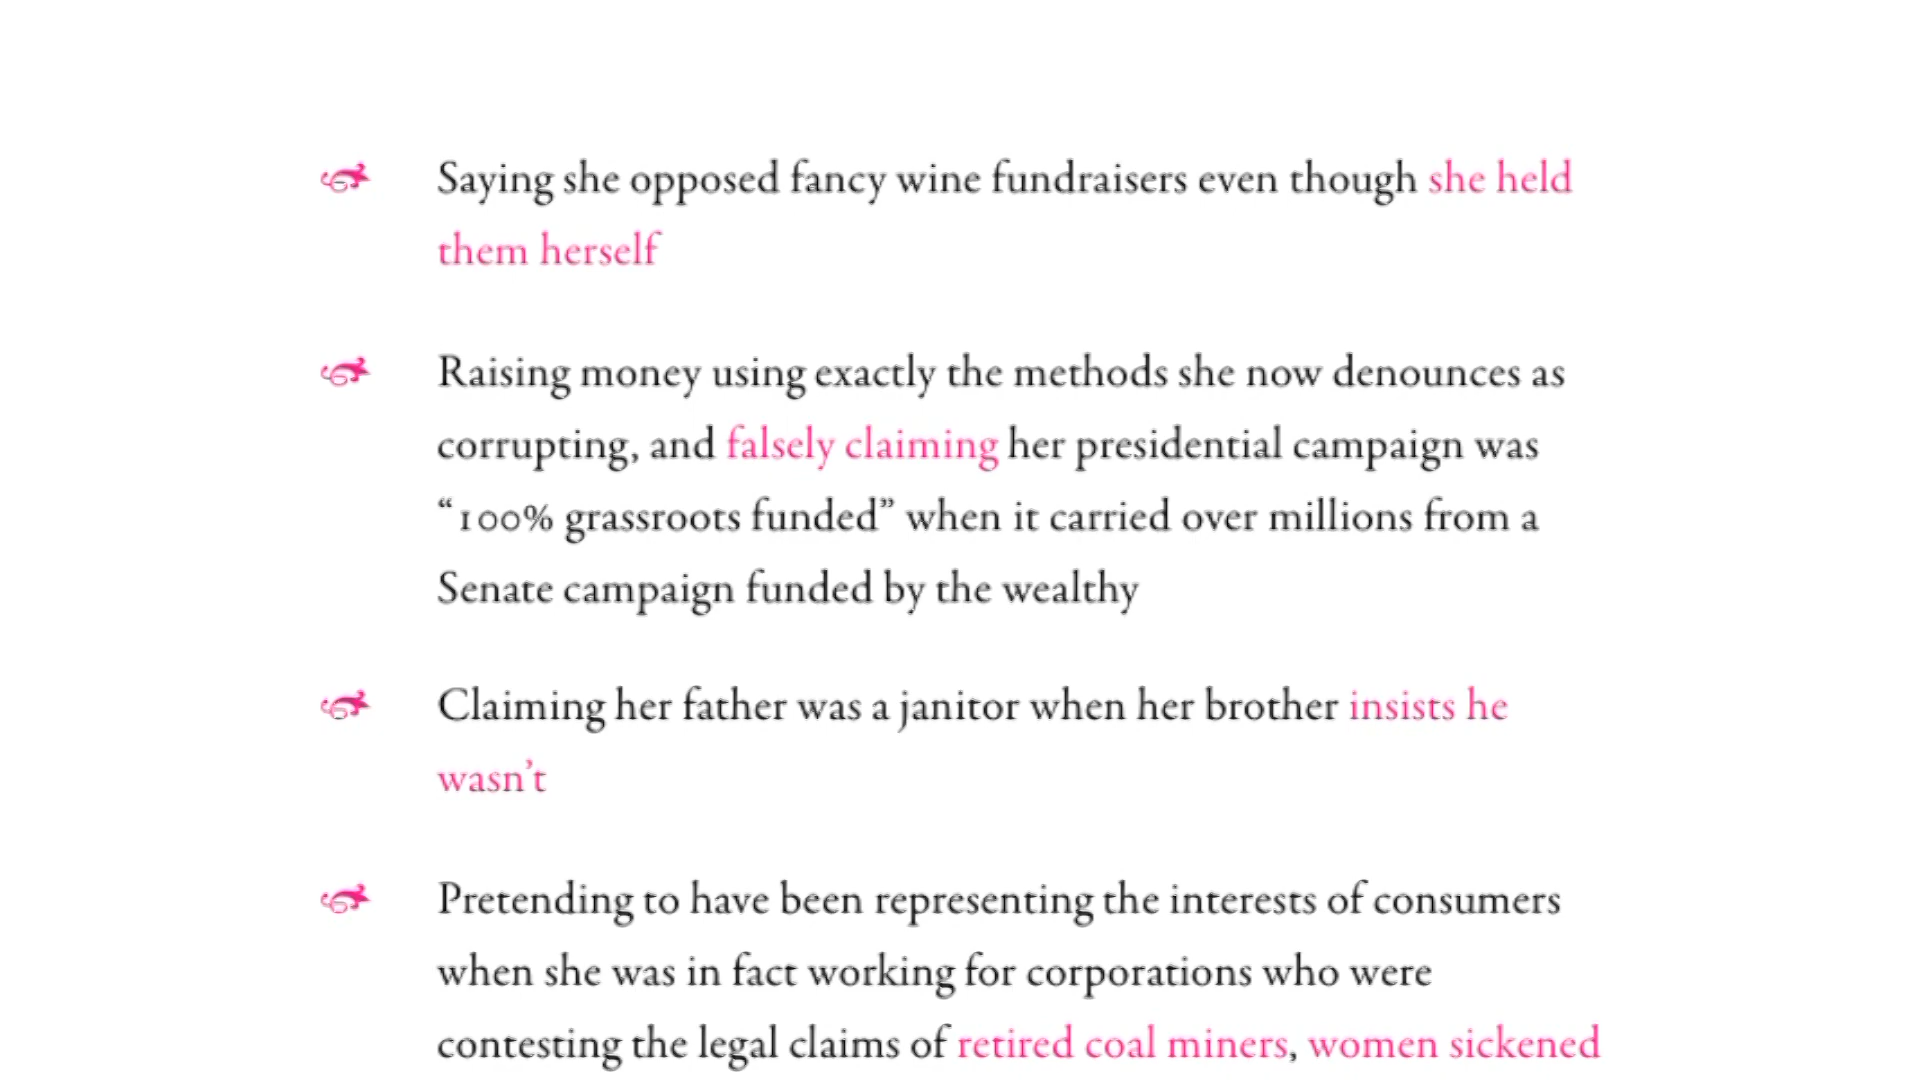 Saying she opposed fancy wine fundraisers even though she held
them herself
Raising money using exactly the methods she now denounces as
corrupting, and falsely claiming her presidential campaign was
“100% grassroots funded” when it carried over millions from a
Senate campaign funded by the wealthy
Claiming her father was a janitor when her brother insists he
wasn’t
Pretending to have been representing the interests of consumers
when she was in fact working for corporations who were
contesting the legal claims of retired coal miners, women sickened